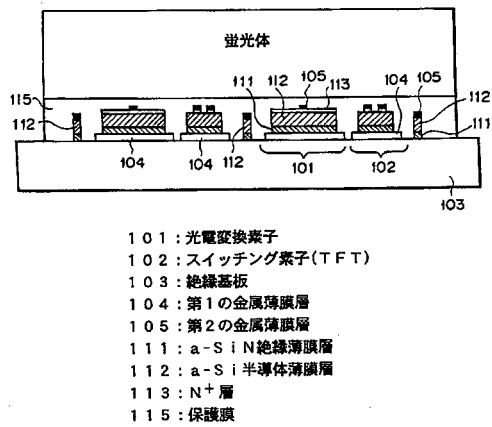 蛍光体
105
111
112
113
104
105
115
112
112
111
104
104
112
101
102
103
101:光電変換素子
102:スイッチング素子(TFT)
103:絶縁基板
104:第1の金属薄膜層
105:第2の金属薄膜層
111:a-SiN絶縁薄膜層
112:a-Si半導体薄膜層
113:N+層
115:保護膜